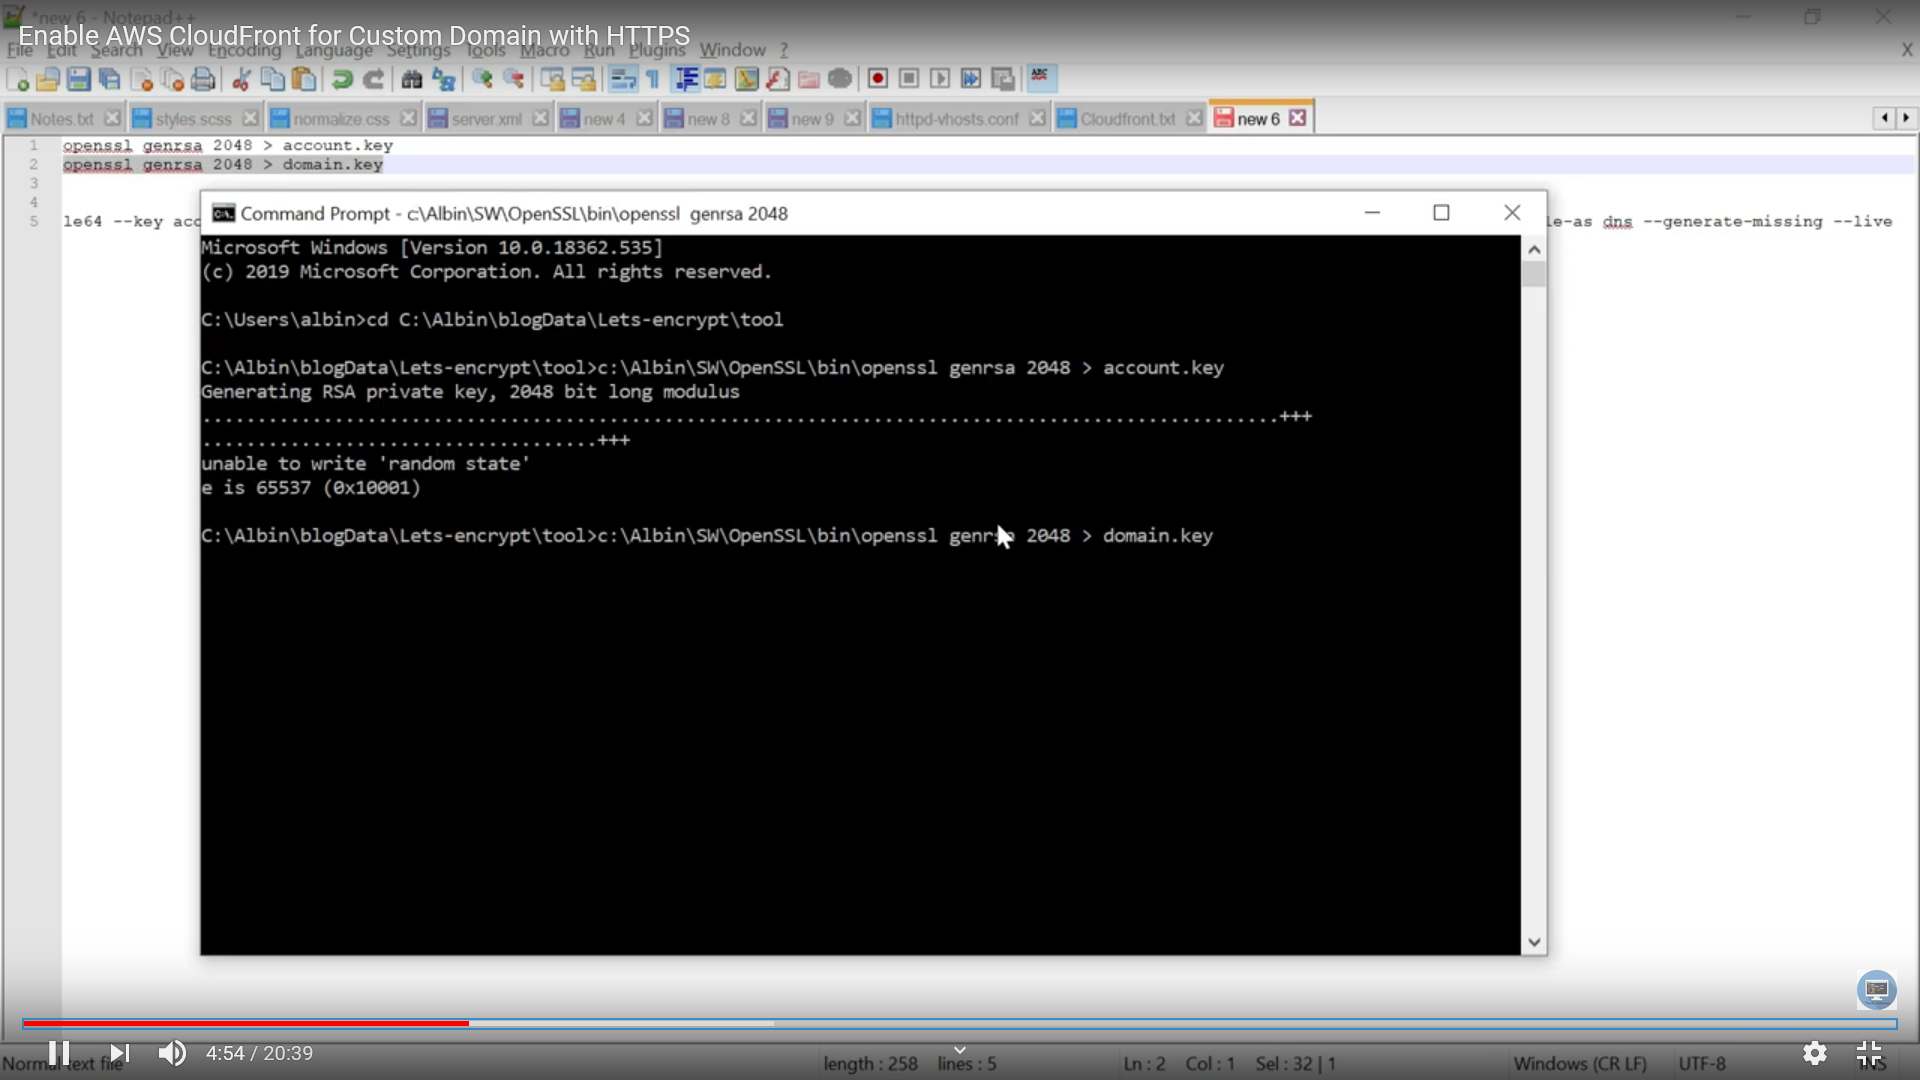 *new 6 - Notepad++
Enable AWS CloudFront for Custom Domain with HTTPS
File Edit Search View Encoding Language Settings Tools Macro Run Plugins Window ? X
Notes.txt styles.scss normalize.css server.xml new 4 new 8 new 9 httpd-vhosts.conf Cloudfront.txt new 6
1 openssl genrsa 2048 > account.key
2 openssl genrsa 2048 > domain.key
3
4
5 le64 --key acc le-as dns --generate-missing --live
Command Prompt - c:\Albin\SW\OpenSSL\bin\openssl genrsa 2048
Microsoft Windows [Version 10.0.18362.535]
(c) 2019 Microsoft Corporation. All rights reserved.
C:\Users\albin>cd C:\Albin\blogData\Lets-encrypt\tool
C:\Albin\blogData\Lets-encrypt\tool>c:\Albin\SW\OpenSSL\bin\openssl genrsa 2048 > account.key
Generating RSA private key, 2048 bit long modulus
..................................................................................................+++
....................................+++
unable to write 'random state'
e is 65537 (0x10001)
C:\Albin\blogData\Lets-encrypt\tool>c:\Albin\SW\OpenSSL\bin\openssl genrsa 2048 > domain.key
4:54 / 20:39
Normal text file length : 258 lines : 5 Ln : 2 Col : 1 Sel : 32 | 1 Windows (CR LF) UTF-8 INS